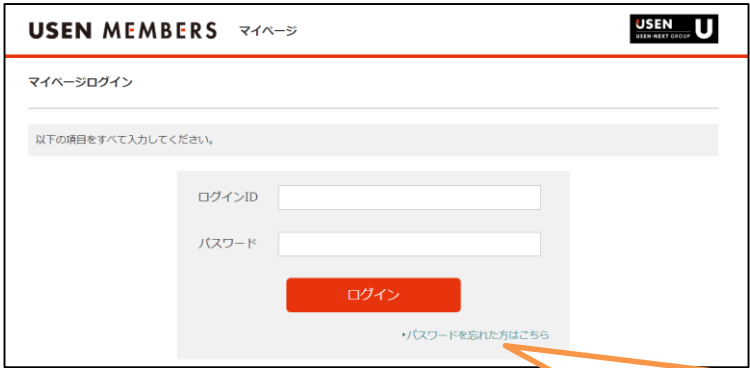 USEN MEMBERS マイページ
USEN U
USEN-NEXT GROUP
マイページログイン
以下の項目をすべて入力してください。
ログインID
パスワード
ログイン
・パスワードを忘れた方はこちら